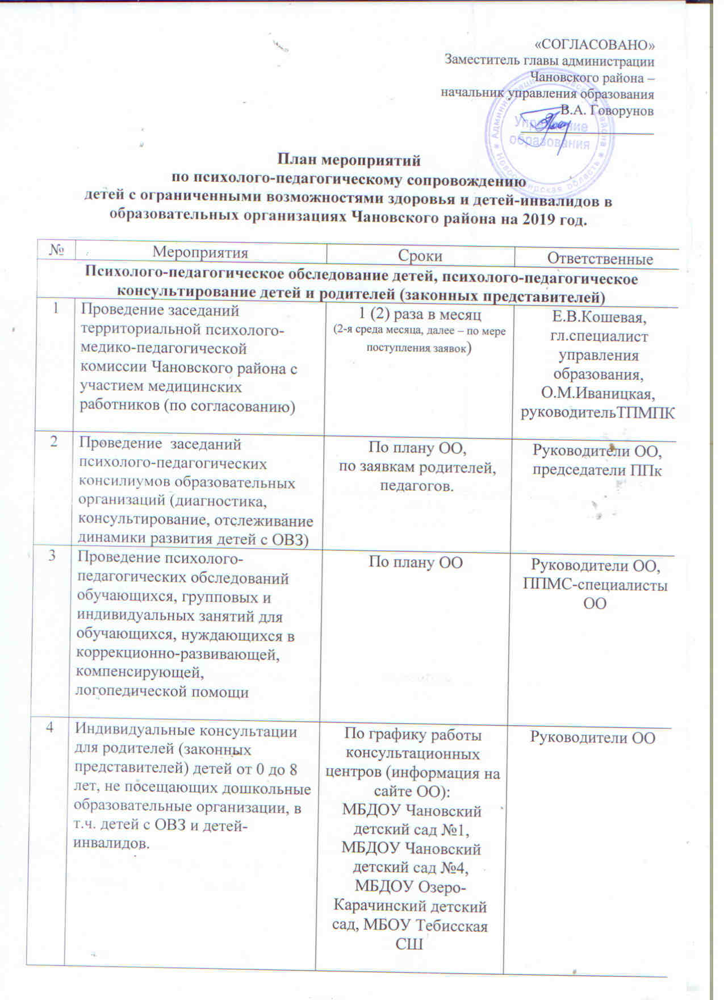 «СОГЛАСОВАНО»
Заместитель главы администрации
Чановского района –
начальник управления образования
В.А. Говорунов
Управление
образования
Новосибирская область
План мероприятий
по психолого-педагогическому сопровождению
детей с ограниченными возможностями здоровья и детей-инвалидов в
образовательных организациях Чановского района на 2019 год.
№ Мероприятия Сроки Ответственные
Психолого-педагогическое обследование детей, психолого-педагогическое
консультирование детей и родителей (законных представителей)
1
Проведение заседаний
территориальной психолого-
медико-педагогической
комиссии Чановского района с
участием медицинских
работников (по согласованию)
1 (2) раза в месяц
(2-я среда месяца, далее – по мере
поступления заявок)
Е.В.Кошевая,
гл.специалист
управления
образования,
О.М.Иваницкая,
руководительТПМПК
2
Проведение  заседаний
психолого-педагогических
консилиумов образовательных
организаций (диагностика,
консультирование, отслеживание
динамики развития детей с ОВЗ)
По плану ОО,
по заявкам родителей,
педагогов.
Руководители ОО,
председатели ППк
3
Проведение психолого-
педагогических обследований
обучающихся, групповых и
индивидуальных занятий для
обучающихся, нуждающихся в
коррекционно-развивающей,
компенсирующей,
логопедической помощи
По плану ОО
Руководители ОО,
ППМС-специалисты
ОО
4
Индивидуальные консультации
для родителей (законных
представителей) детей от 0 до 8
лет, не посещающих дошкольные
образовательные организации, в
т.ч. детей с ОВЗ и детей-
инвалидов.
По графику работы
консультационных
центров (информация на
сайте ОО):
МБДОУ Чановский
детский сад №1,
МБДОУ Чановский
детский сад №4,
МБДОУ Озеро-
Карачинский детский
сад, МБОУ Тебисская
СШ
Руководители ОО